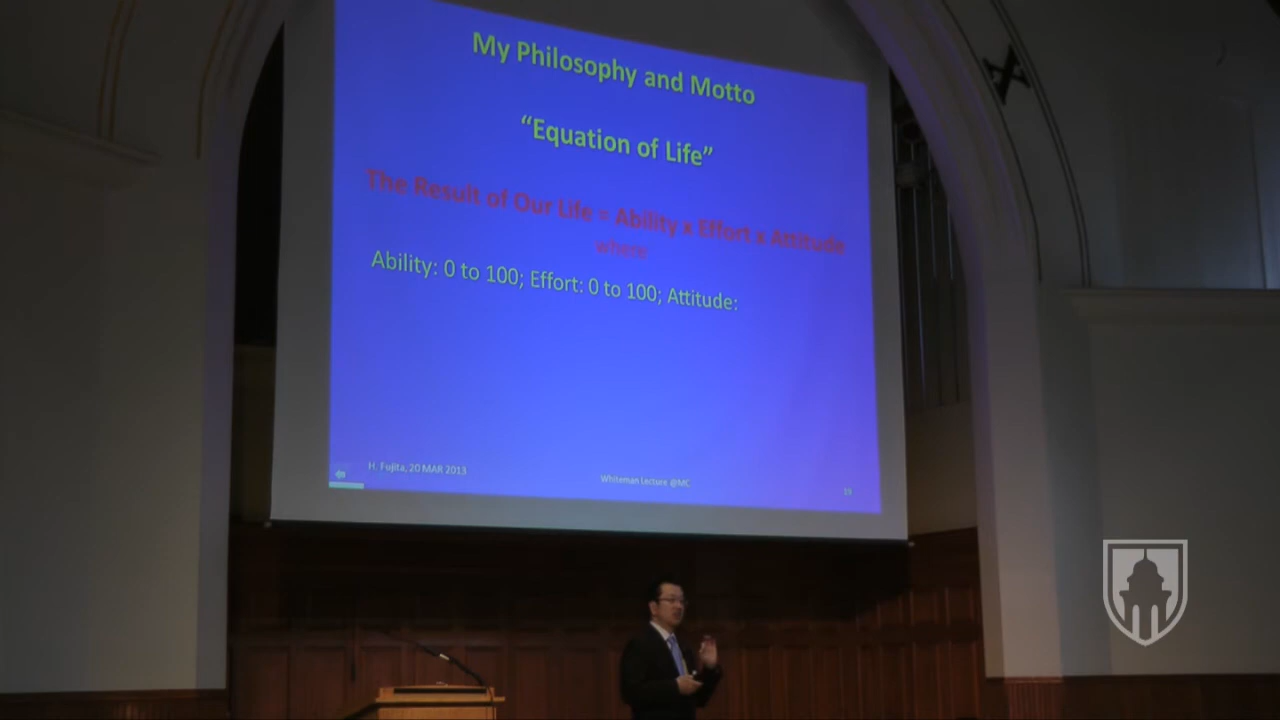 My Philosophy and Motto
“Equation of Life”
The Result of Our Life = Ability x Effort x Attitude
where
Ability: 0 to 100; Effort: 0 to 100; Attitude:
H. Fujita, 20 MAR 2013
Whiteman Lecture @MC
19